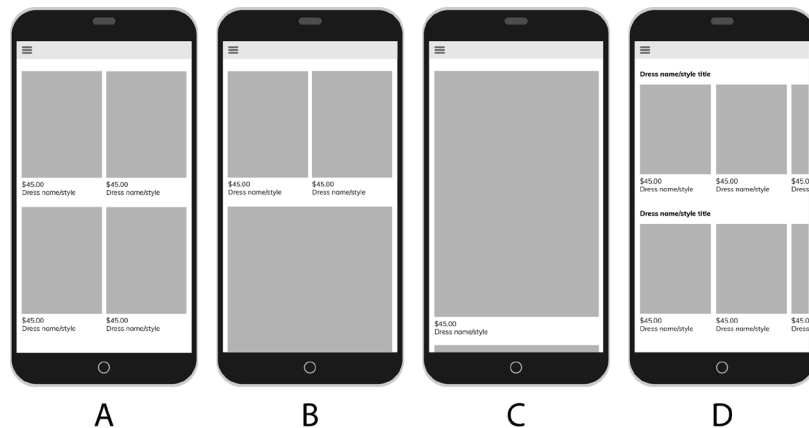 $45.00 $45.00
Dress name/style Dress name/style
$45.00 $45.00
Dress name/style Dress name/style
A
$45.00 $45.00
Dress name/style Dress name/style
B
$45.00
Dress name/style
C
Dress name/style title
$45.00 $45.00 $45.0
Dress name/style Dress name/style Dress
Dress name/style title
$45.00 $45.00 $45.0
Dress name/style Dress name/style Dress
D